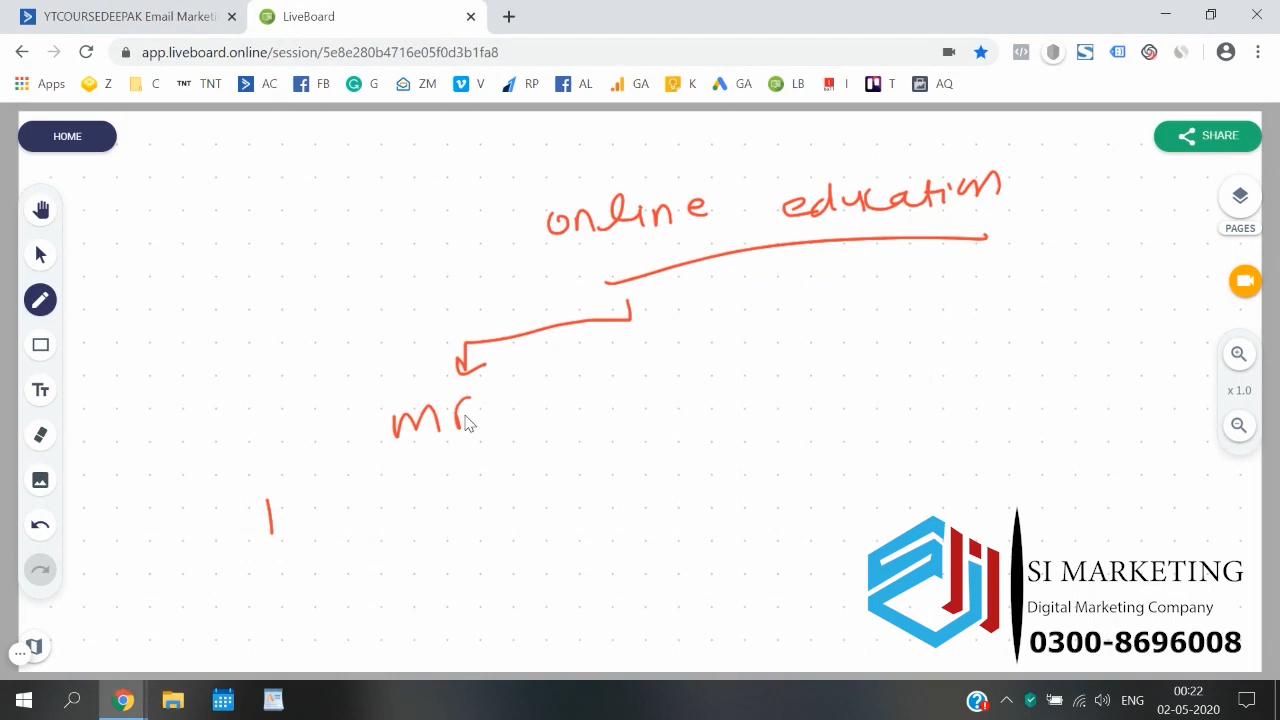 YTCOURSEDEEPAK Email Marketi
LiveBoard
app.liveboard.online/session/5e8e280b4716e05f0d3b1fa8
Apps Z C TNT TNT AC FB G ZM V RP AL GA K GA LB I T AQ
HOME
SHARE
online education
PAGES
x 1.0
Tт
SI MARKETING
Digital Marketing Company
0300-8696008
ENG
00:22
02-05-2020